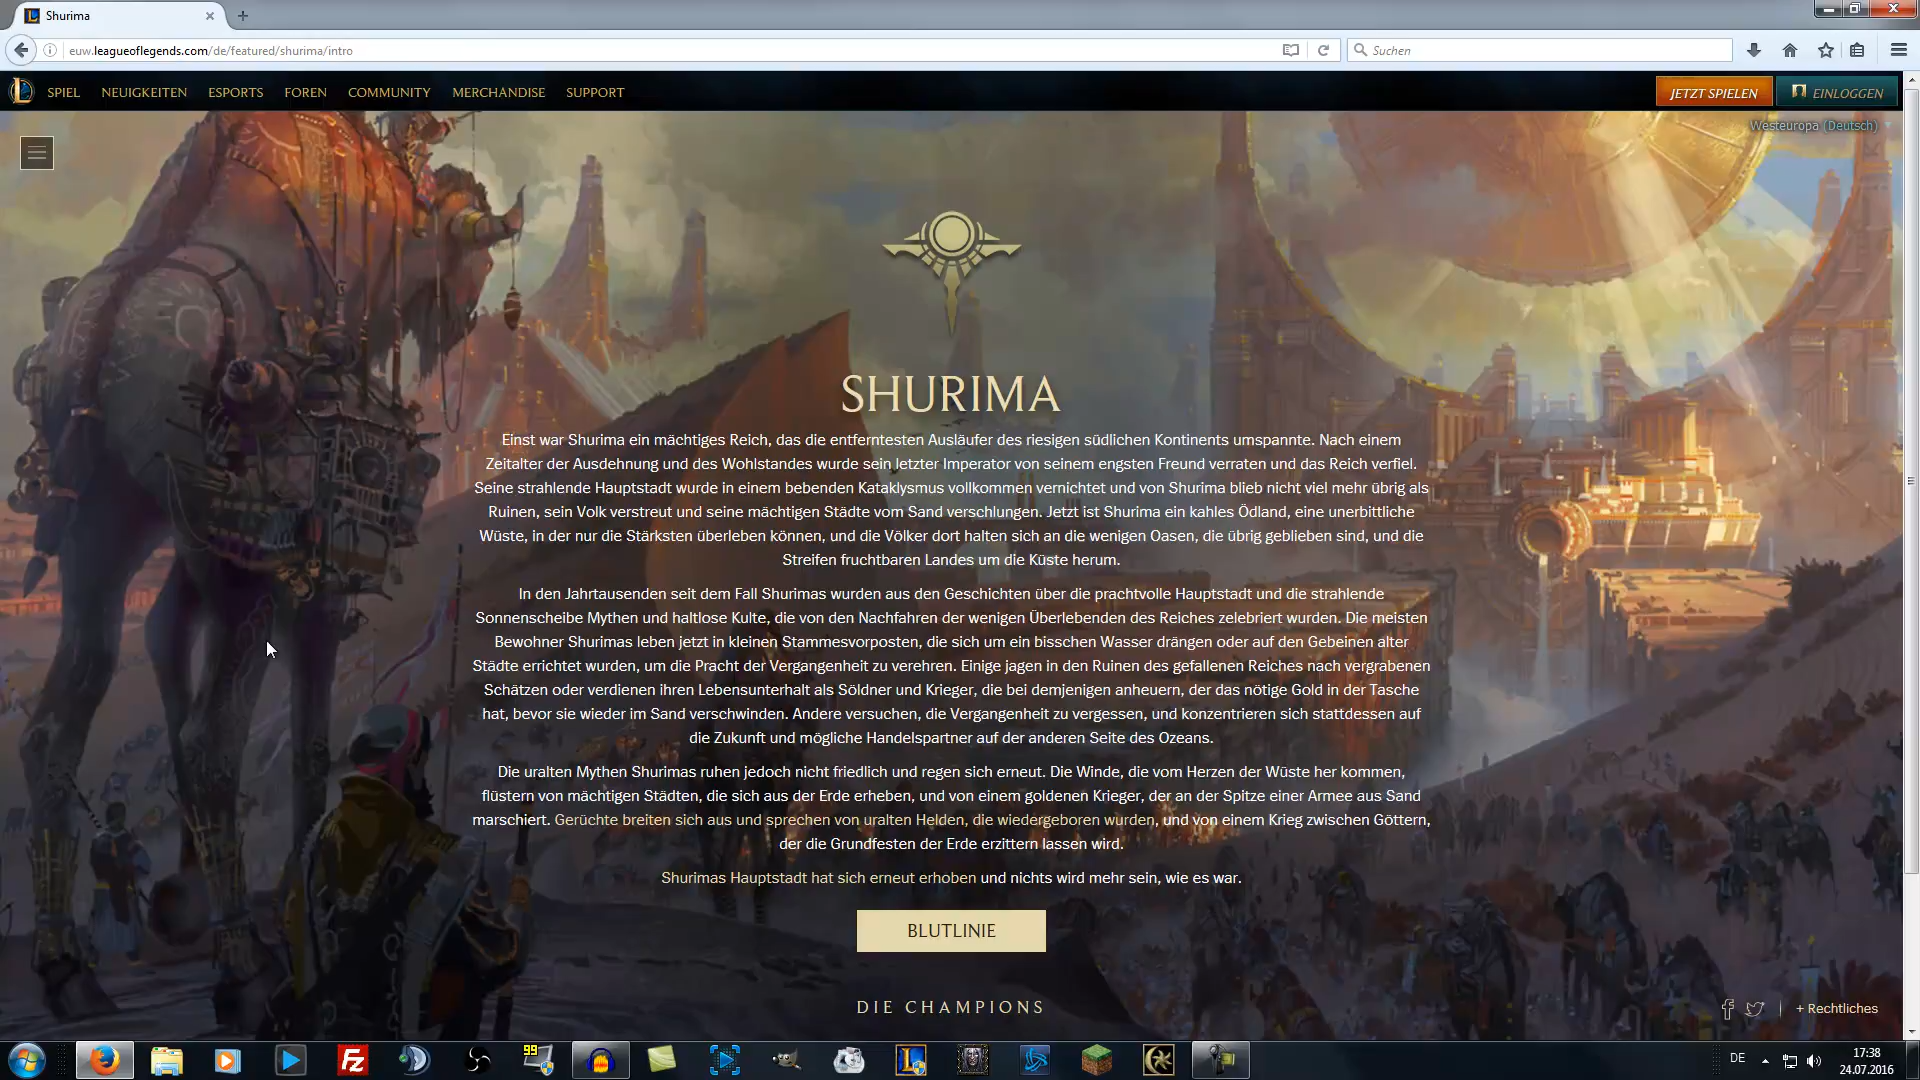 Shurima
euw.leagueoflegends.com/de/featured/shurima/intro
Suchen
SPIEL NEUIGKEITEN ESPORTS FOREN COMMUNITY MERCHANDISE SUPPORT
JETZT SPIELEN EINLOGGEN
Westeuropa (Deutsch)
SHURIMA
Einst war Shurima ein mächtiges Reich, das die entferntesten Ausläufer des riesigen südlichen Kontinents umspannte. Nach einem
Zeitalter der Ausdehnung und des Wohlstandes wurde sein letzter Imperator von seinem engsten Freund verraten und das Reich verfiel.
Seine strahlende Hauptstadt wurde in einem bebenden Kataklysmus vollkommen vernichtet und von Shurima blieb nicht viel mehr übrig als
Ruinen, sein Volk verstreut und seine mächtigen Städte vom Sand verschlungen. Jetzt ist Shurima ein kahles Ödland, eine unerbittliche
Wüste, in der nur die Stärksten überleben können, und die Völker dort halten sich an die wenigen Oasen, die übrig geblieben sind, und die
Streifen fruchtbaren Landes um die Küste herum.
In den Jahrtausenden seit dem Fall Shurimas wurden aus den Geschichten über die prachtvolle Hauptstadt und die strahlende
Sonnenscheibe Mythen und haltlose Kulte, die von den Nachfahren der wenigen Überlebenden des Reiches zelebriert wurden. Die meisten
Bewohner Shurimas leben jetzt in kleinen Stammesvorposten, die sich um ein bisschen Wasser drängen oder auf den Gebeinen alter
Städte errichtet wurden, um die Pracht der Vergangenheit zu verehren. Einige jagen in den Ruinen des gefallenen Reiches nach vergrabenen
Schätzen oder verdienen ihren Lebensunterhalt als Söldner und Krieger, die bei demjenigen anheuern, der das nötige Gold in der Tasche
hat, bevor sie wieder im Sand verschwinden. Andere versuchen, die Vergangenheit zu vergessen, und konzentrieren sich stattdessen auf
die Zukunft und mögliche Handelspartner auf der anderen Seite des Ozeans.
Die uralten Mythen Shurimas ruhen jedoch nicht friedlich und regen sich erneut. Die Winde, die vom Herzen der Wüste her kommen,
flüstern von mächtigen Städten, die sich aus der Erde erheben, und von einem goldenen Krieger, der an der Spitze einer Armee aus Sand
marschiert. Gerüchte breiten sich aus und sprechen von uralten Helden, die wiedergeboren wurden, und von einem Krieg zwischen Göttern,
der die Grundfesten der Erde erzittern lassen wird.
Shurimas Hauptstadt hat sich erneut erhoben und nichts wird mehr sein, wie es war.
BLUTLINIE
DIE CHAMPIONS
+ Rechtliches
99
DE
17:38
24.07.2016